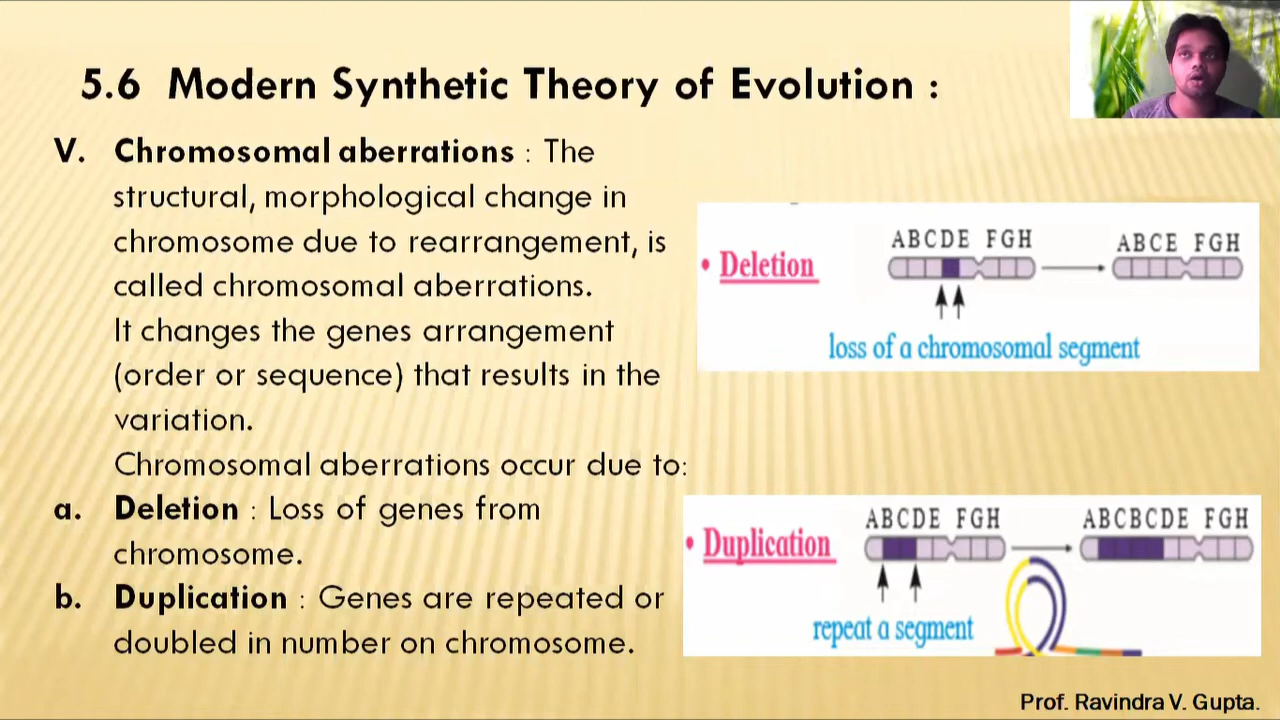 5.6 Modern Synthetic Theory of Evolution :
V. Chromosomal aberrations : The
structural, morphological change in
chromosome due to rearrangement, is
called chromosomal aberrations.
It changes the genes arrangement
(order or sequence) that results in the
variation.
Chromosomal aberrations occur due to:
a. Deletion : Loss of genes from
chromosome.
b. Duplication : Genes are repeated or
doubled in number on chromosome.
• Deletion
ABCDE FGH
ABCE FGH
loss of a chromosomal segment
• Duplication
ABCDE FGH
ABCBCDE FGH
repeat a segment
Prof. Ravindra V. Gupta.